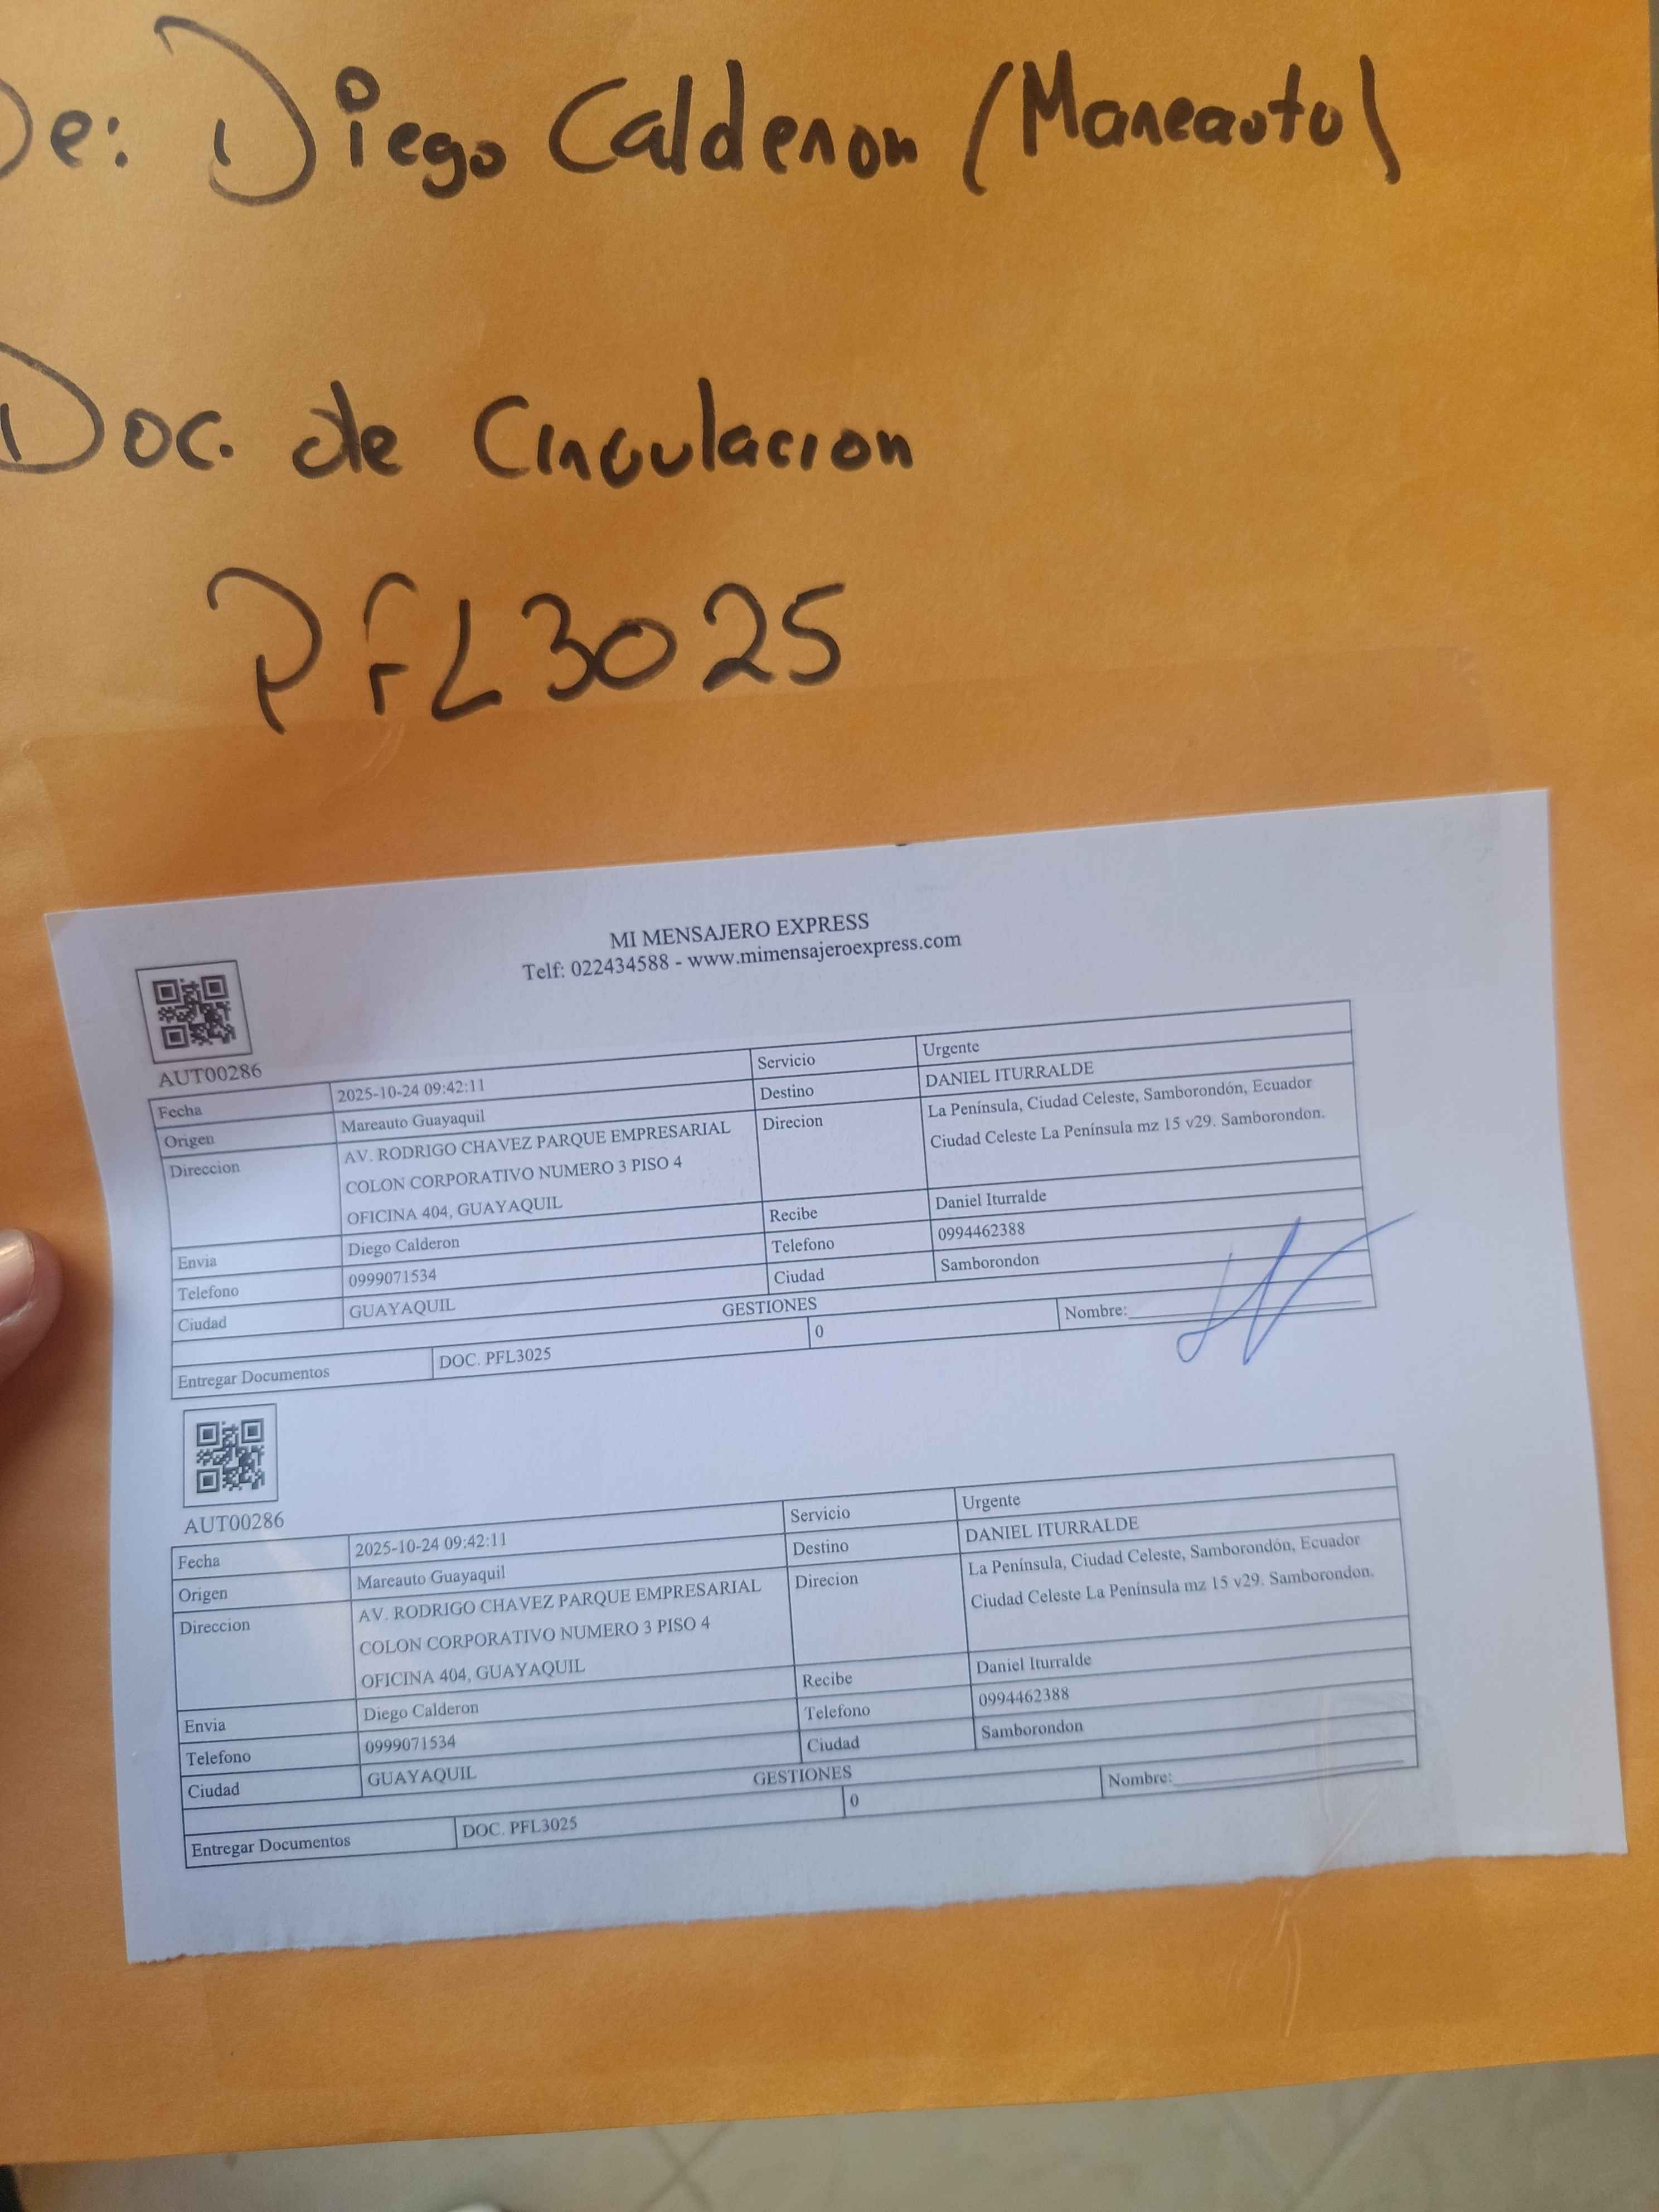 De: Diego Calderon (Mareauto)
Doc. de Circulacion
PFL3025
MI MENSAJERO EXPRESS
Telf: 022434588 - www.mimensajeroexpress.com
AUT00286
Fecha 2025-10-24 09:42:11 Servicio Urgente
Origen Mareauto Guayaquil Destino DANIEL ITURRALDE
Direccion AV. RODRIGO CHAVEZ PARQUE EMPRESARIAL Direcion La Península, Ciudad Celeste, Samborondón, Ecuador
COLON CORPORATIVO NUMERO 3 PISO 4 Ciudad Celeste La Península mz 15 v29. Samborondon.
OFICINA 404, GUAYAQUIL
Envia Diego Calderon Recibe Daniel Iturralde
Telefono 0999071534 Telefono 0994462388
Ciudad GUAYAQUIL Ciudad Samborondon
GESTIONES
Entregar Documentos DOC. PFL3025 0 Nombre:
AUT00286
Fecha 2025-10-24 09:42:11 Servicio Urgente
Origen Mareauto Guayaquil Destino DANIEL ITURRALDE
Direccion AV. RODRIGO CHAVEZ PARQUE EMPRESARIAL Direcion La Península, Ciudad Celeste, Samborondón, Ecuador
COLON CORPORATIVO NUMERO 3 PISO 4 Ciudad Celeste La Península mz 15 v29. Samborondon.
OFICINA 404, GUAYAQUIL
Envia Diego Calderon Recibe Daniel Iturralde
Telefono 0999071534 Telefono 0994462388
Ciudad GUAYAQUIL Ciudad Samborondon
GESTIONES
Entregar Documentos DOC. PFL3025 0 Nombre: